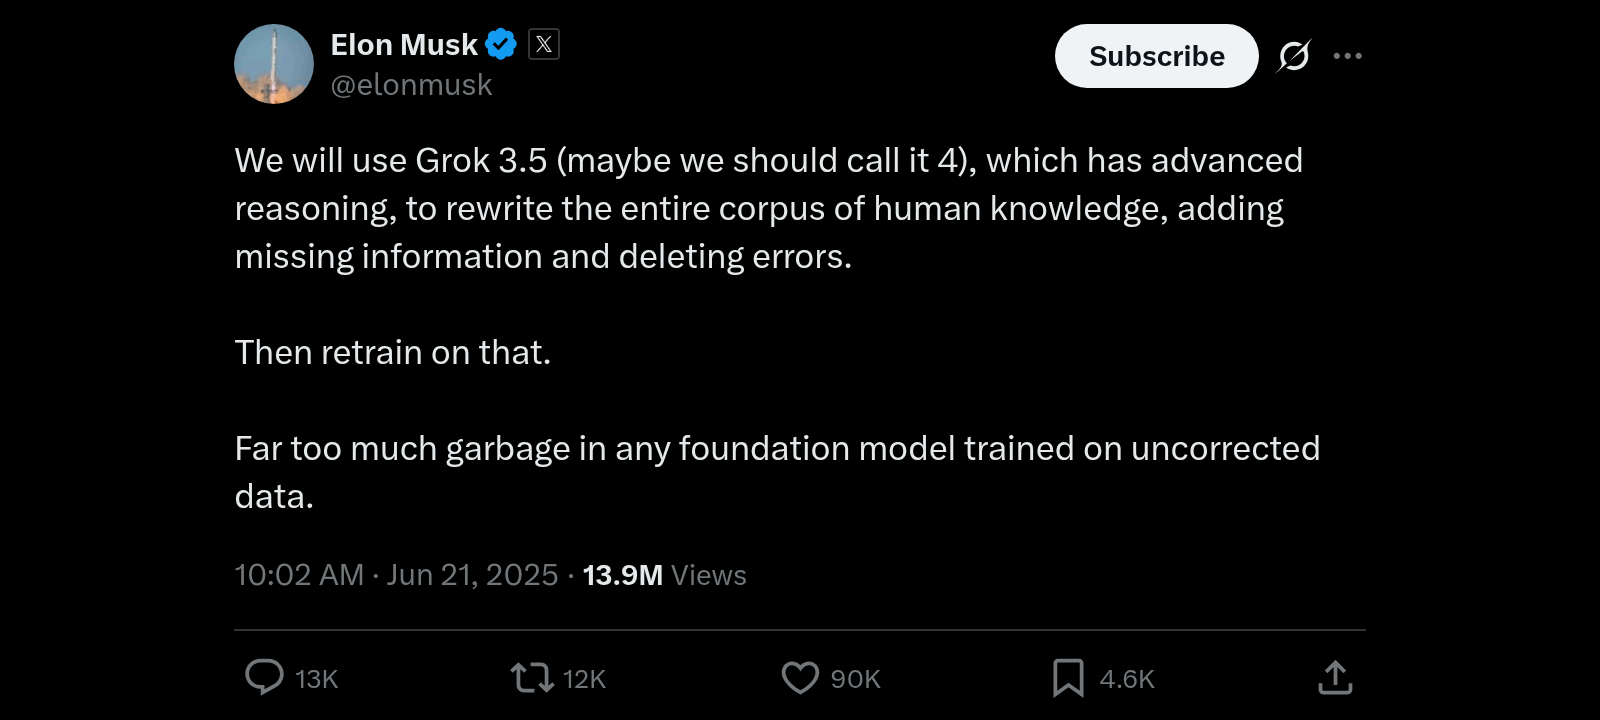 Elon Musk
@elonmusk
Subscribe
We will use Grok 3.5 (maybe we should call it 4), which has advanced
reasoning, to rewrite the entire corpus of human knowledge, adding
missing information and deleting errors.
Then retrain on that.
Far too much garbage in any foundation model trained on uncorrected
data.
10:02 AM · Jun 21, 2025 · 13.9M Views
13K 12K 90K 4.6K